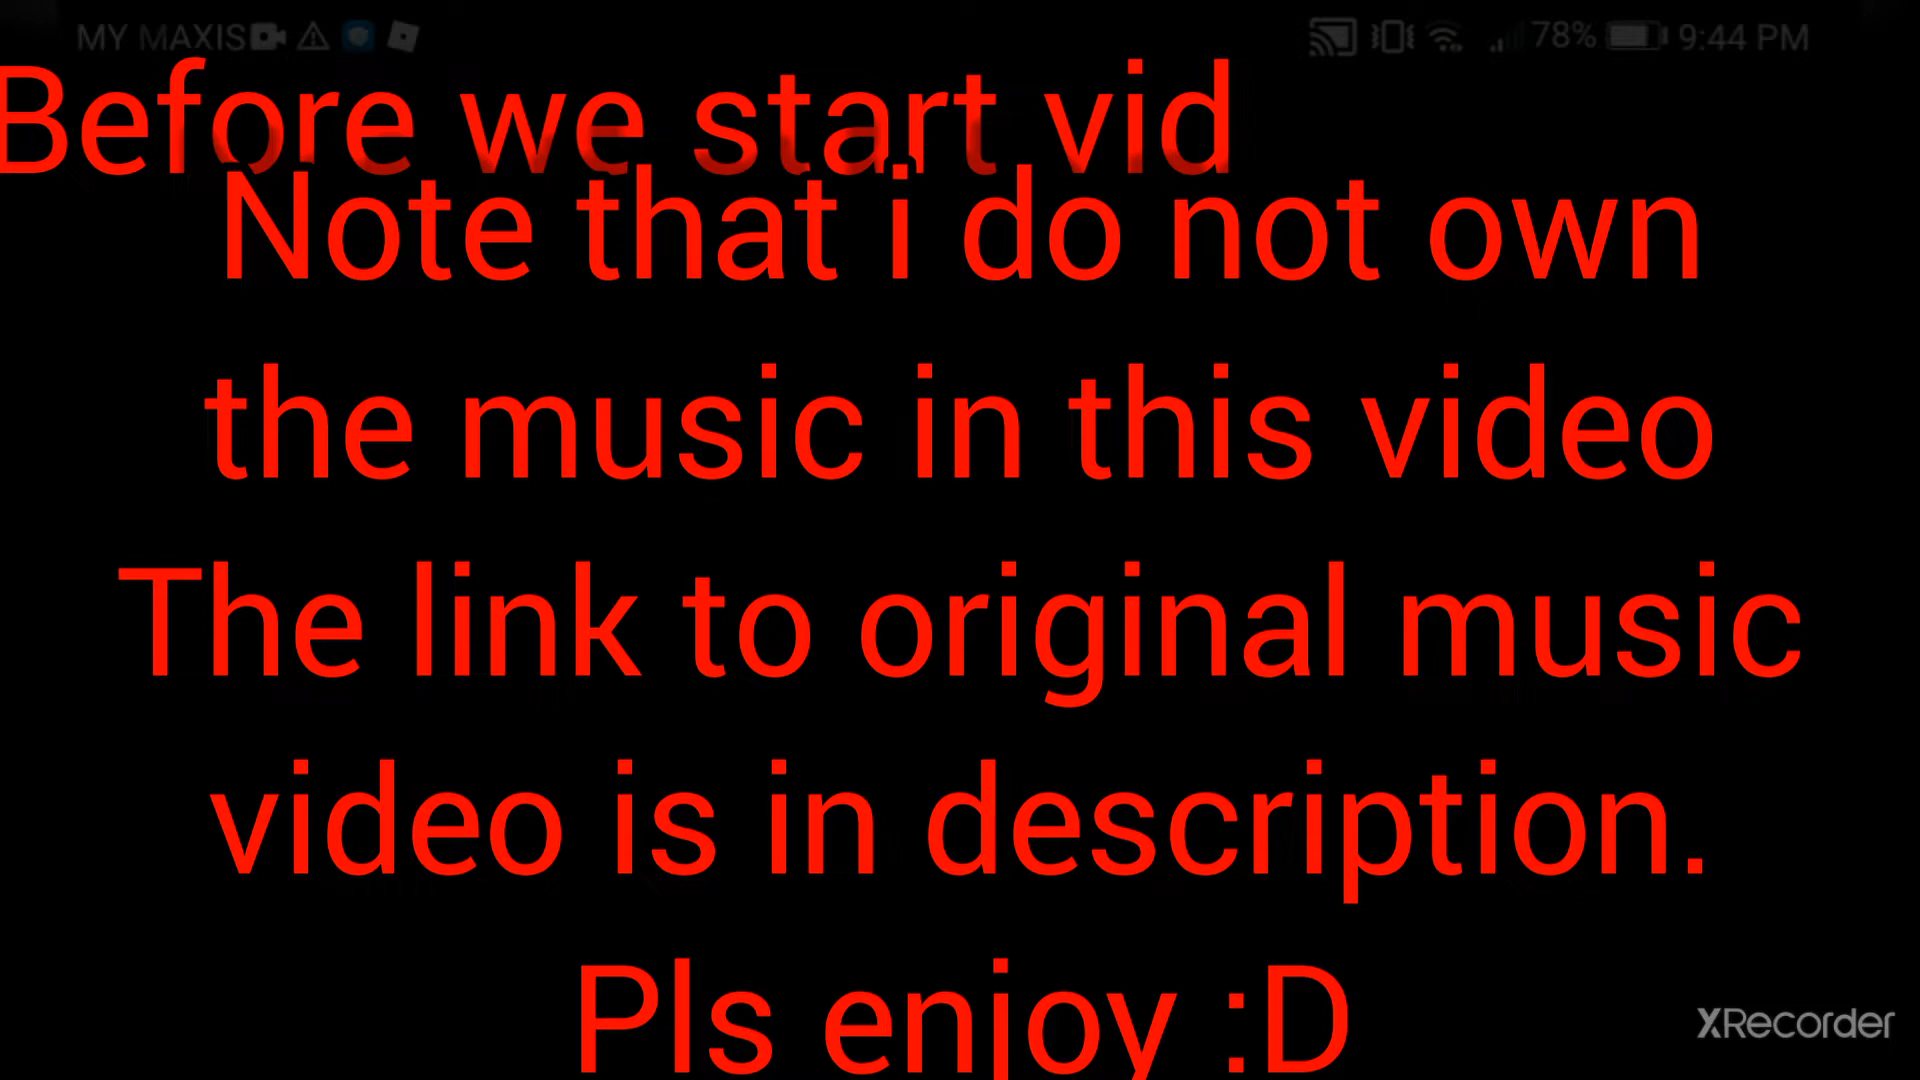 MY MAXIS 78% 9:44 PM
Before we start vid
Note that i do not own
the music in this video
The link to original music
video is in description.
Pls enjoy :D
XRecorder